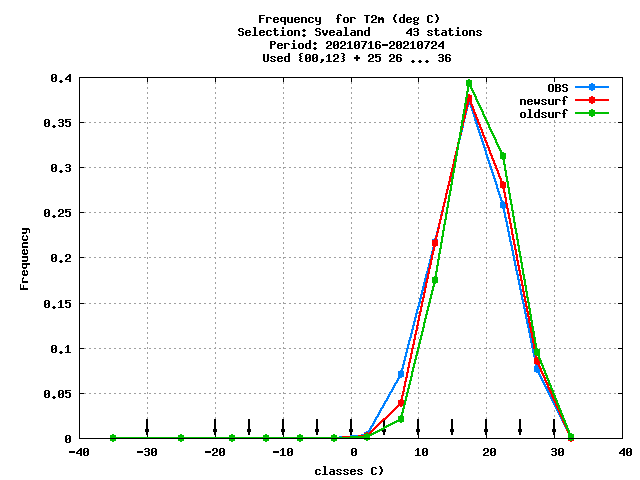 Frequency  for T2m (deg C)
Selection: Svealand     43 stations
Period: 20210716-20210724
Used {00,12} + 25 26 ... 36
OBS
newsurf
oldsurf
0.4
0.35
0.3
0.25
0.2
0.15
0.1
0.05
0
Frequency
-40 -30 -20 -10 0 10 20 30 40
classes C)